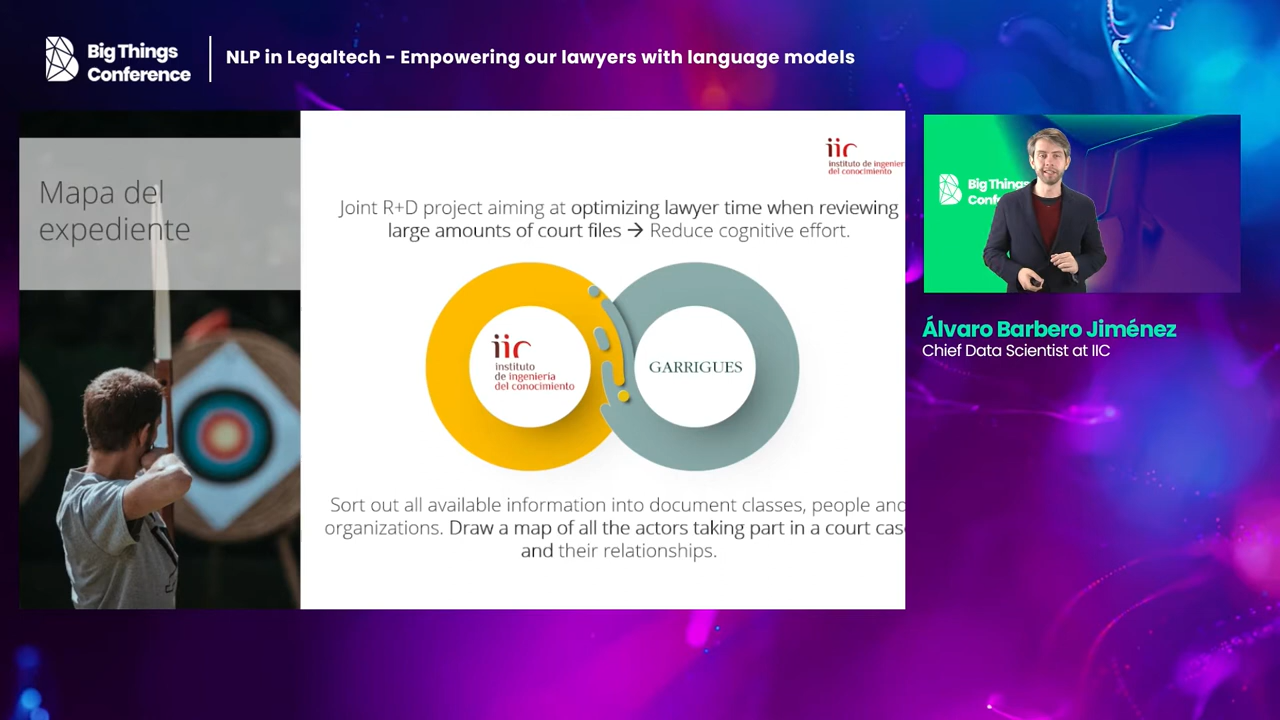 Big Things
Conference
NLP in Legaltech - Empowering our lawyers with language models
Mapa del
expediente
iic
instituto de ingenier
del conocimiento
Joint R+D project aiming at optimizing lawyer time when reviewing
large amounts of court files → Reduce cognitive effort.
iic
instituto
de ingeniería
del conocimiento
GARRIGUES
Sort out all available information into document classes, people and
organizations. Draw a map of all the actors taking part in a court cas
and their relationships.
Big Things
Conf
Álvaro Barbero Jiménez
Chief Data Scientist at IIC